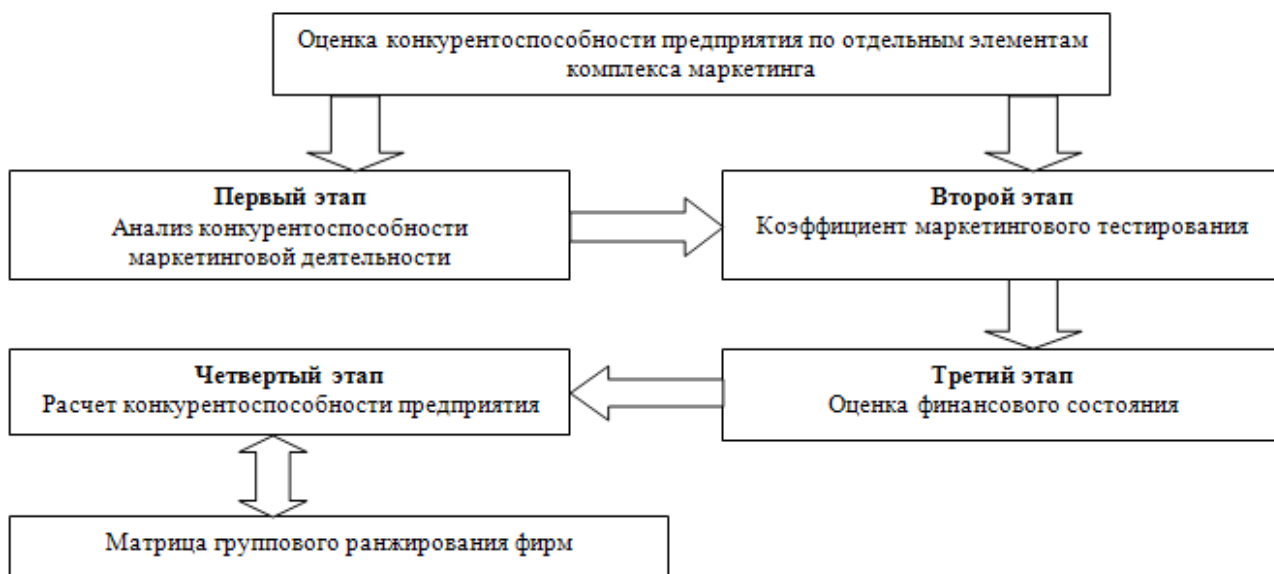 Оценка конкурентоспособности предприятия по отдельным элементам
комплекса маркетинга
Первый этап
Анализ конкурентоспособности
маркетинговой деятельности
Второй этап
Коэффициент маркетингового тестирования
Третий этап
Оценка финансового состояния
Четвертый этап
Расчет конкурентоспособности предприятия
Матрица группового ранжирования фирм